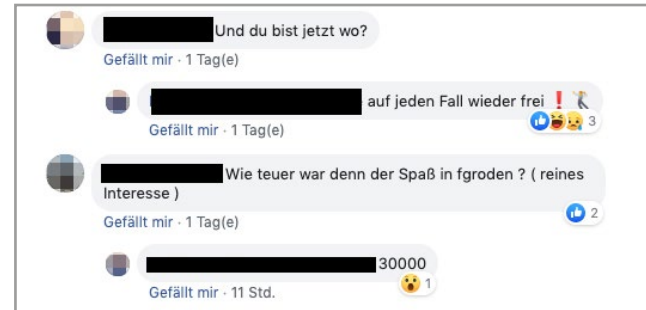 Und du bist jetzt wo?
Gefällt mir · 1 Tag(e)
auf jeden Fall wieder frei ❗🕺
3
Gefällt mir · 1 Tag(e)
Wie teuer war denn der Spaß in fgroden ? ( reines
Interesse )
2
Gefällt mir · 1 Tag(e)
30000
1
Gefällt mir · 11 Std.